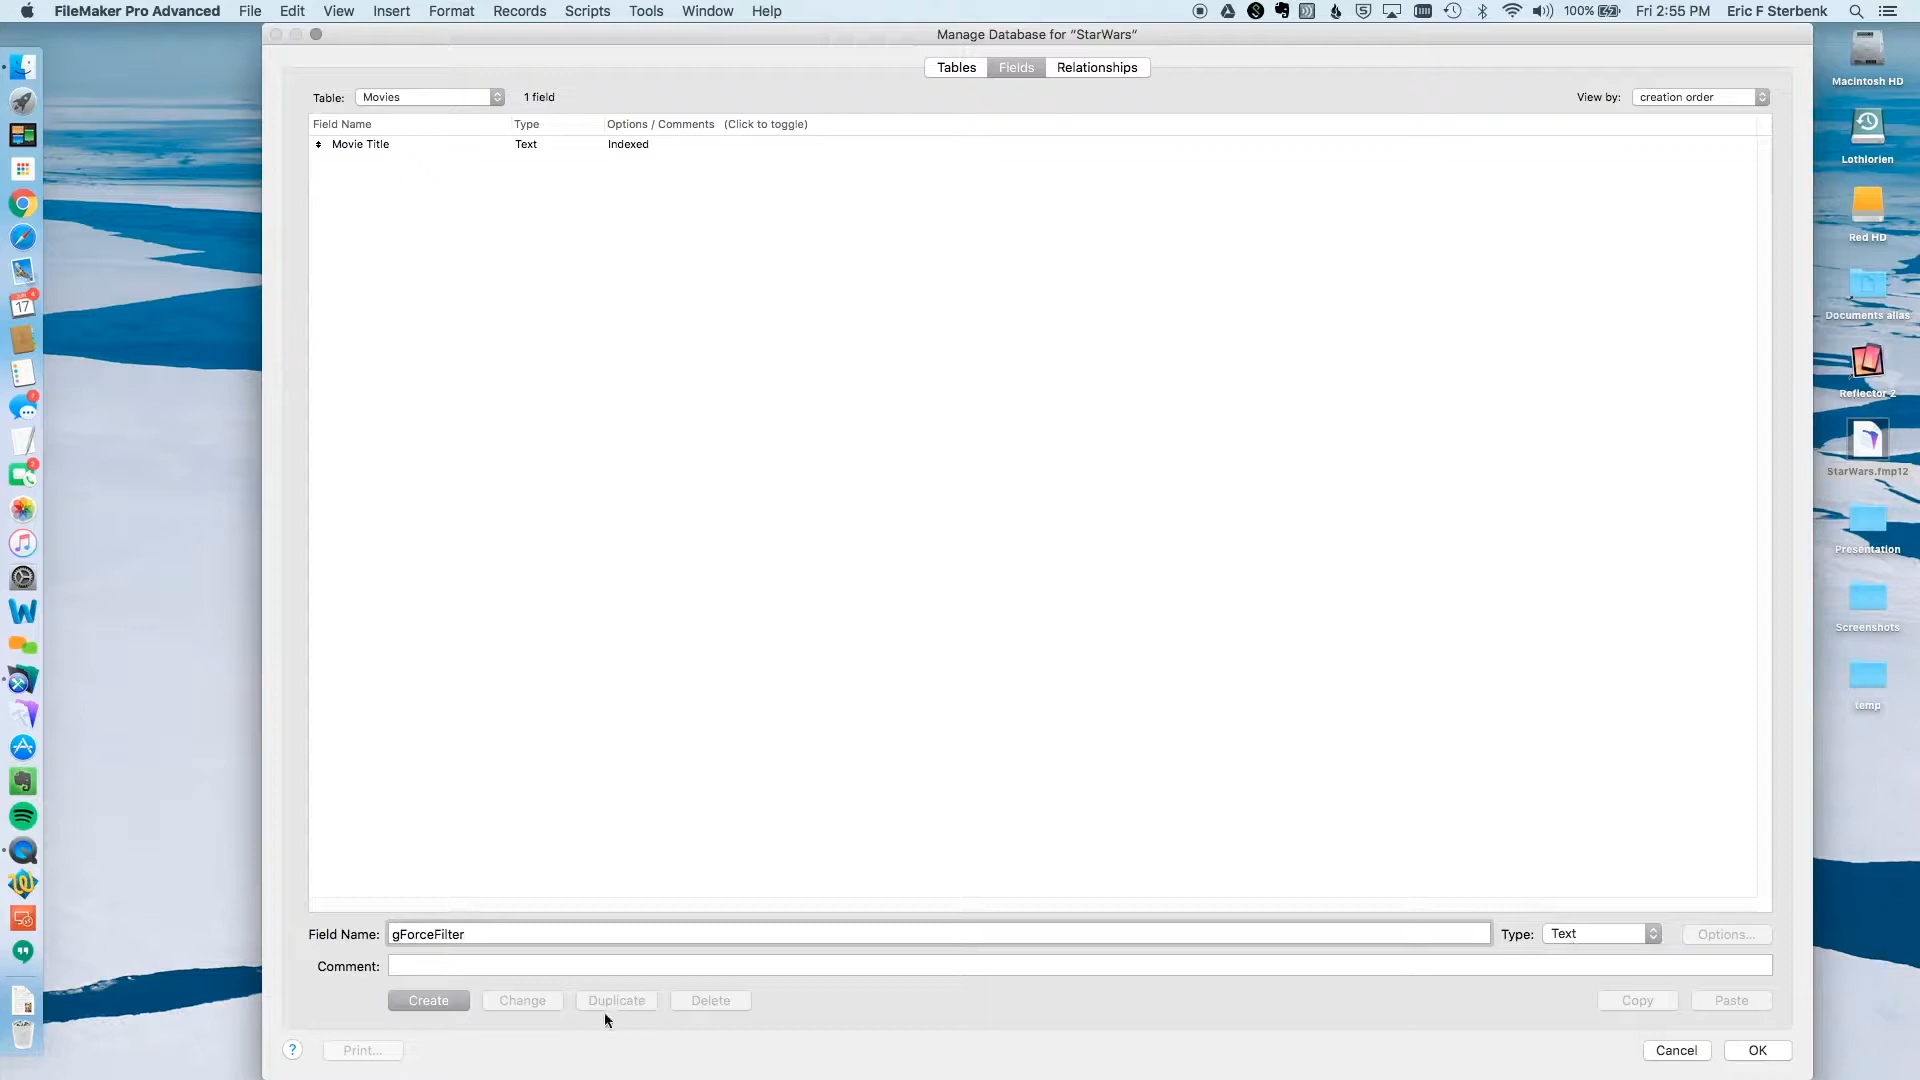 FileMaker Pro Advanced File Edit View Insert Format Records Scripts Tools Window Help 100% Fri 2:55 PM Eric F Sterbenk
Manage Database for "StarWars"
Tables Fields Relationships
Table: Movies 1 field View by: creation order
Field Name Type Options / Comments (Click to toggle)
Movie Title Text Indexed
Field Name: gForceFilter Type: Text Options...
Comment:
Create Change Duplicate Delete Copy Paste
? Print... Cancel OK
Macintosh HD
Lothlorien
Red HD
Documents alias
Reflector 2
StarWars.fmp12
Presentation
Screenshots
temp
17